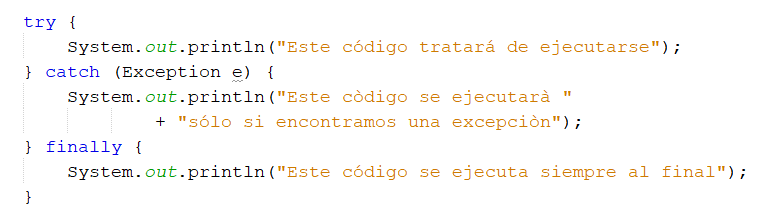 try {
    System.out.println("Este código tratará de ejecutarse");
} catch (Exception e) {
    System.out.println("Este còdigo se ejecutarà "
            + "sólo si encontramos una excepciòn");
} finally {
    System.out.println("Este código se ejecuta siempre al final");
}